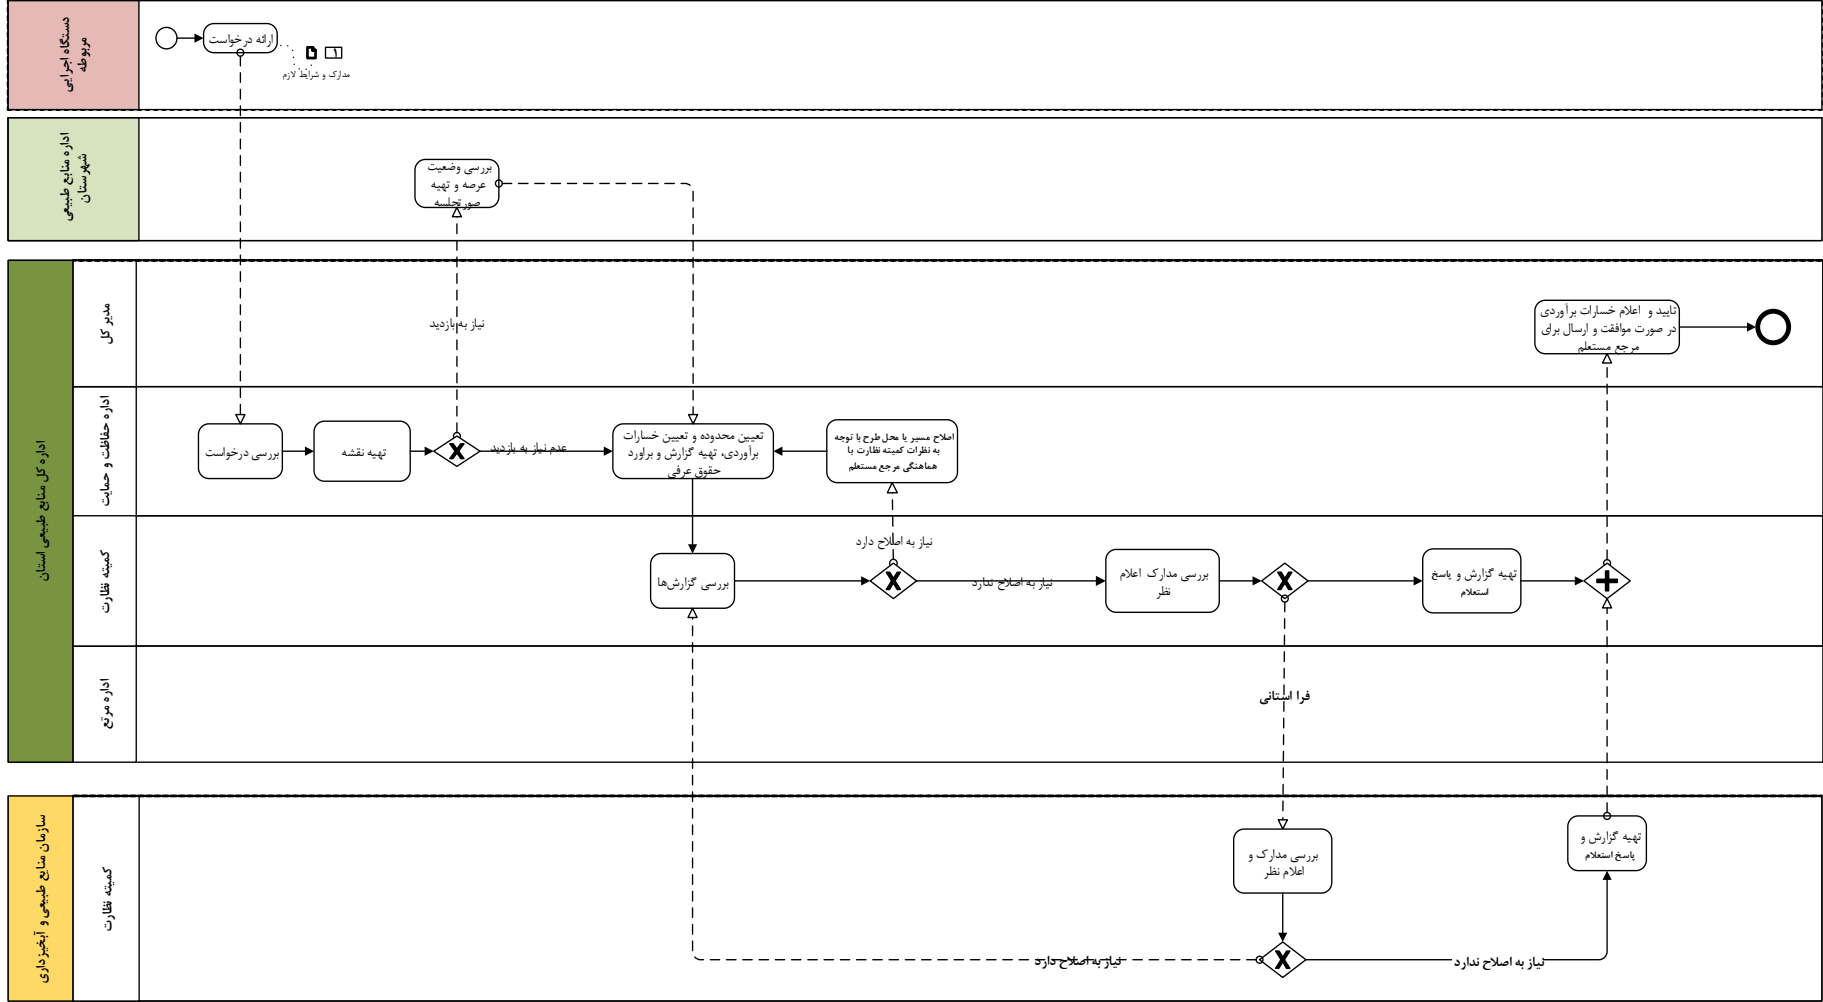 دستگاه اجرایی
مربوطه
ارائه درخواست
۱
مدارک و شرایط لازم
اداره منابع طبیعی
شهرستان
بررسی وضعیت
عرصه و تهیه
صورتجلسه
اداره کل منابع طبیعی استان
مدیر کل
نیاز به بازدید
تایید و اعلام خسارات برآوردی
در صورت موافقت و ارسال برای
مرجع مستعلم
اداره حفاظت و حمایت
بررسی درخواست
تهیه نقشه
X
عدم نیاز به بازدید
تعیین محدوده و تعیین خسارات
برآوردی، تهیه گزارش و براورد
حقوق عرفی
اصلاح مسیر یا محل طرح با توجه
به نظرات کمیته نظارت با
هماهنگی مرجع مستعلم
کمیته نظارت
بررسی گزارش‌ها
نیاز به اصلاح دارد
X
نیاز به اصلاح ندارد
بررسی مدارک اعلام
نظر
X
تهیه گزارش و پاسخ
استعلام
اداره مرتع
فرا استانی
سازمان منابع طبیعی و آبخیزداری
کمیته نظارت
بررسی مدارک و
اعلام نظر
تهیه گزارش و
پاسخ استعلام
نیاز به اصلاح دارد
X
نیاز به اصلاح ندارد